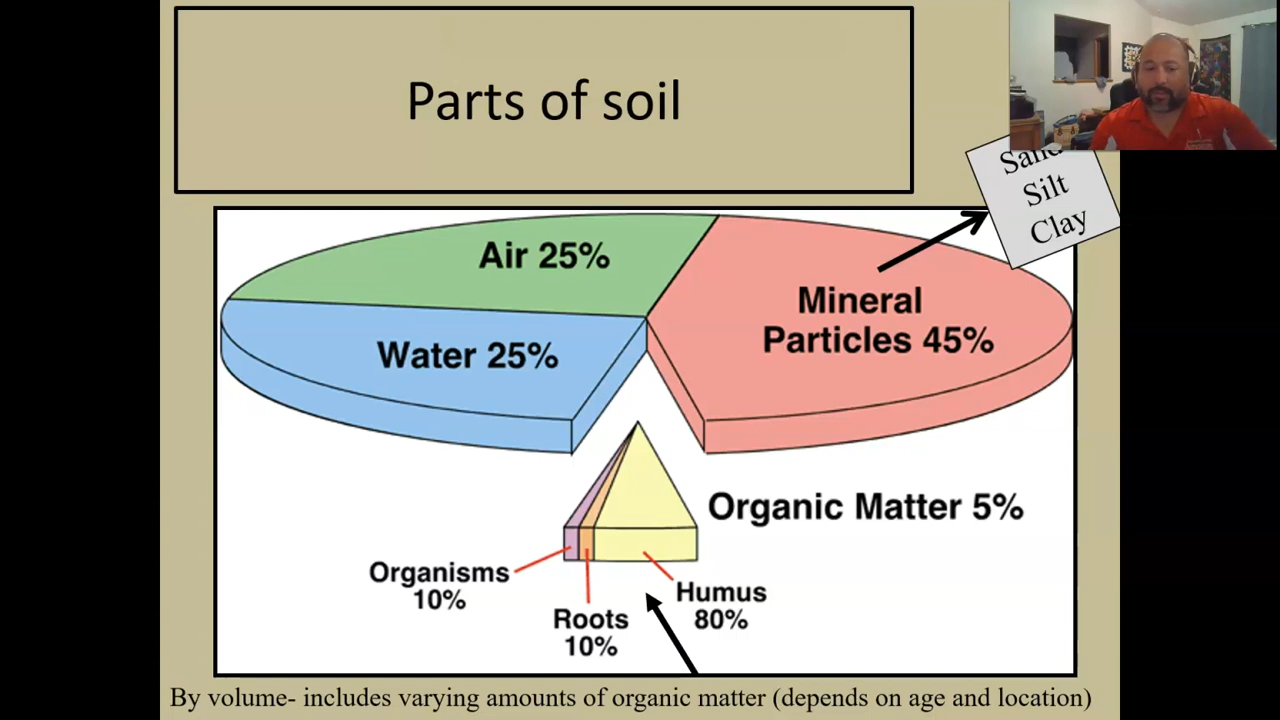 Parts of soil
Sand
Silt
Clay
Air 25%
Mineral
Particles 45%
Water 25%
Organic Matter 5%
Organisms
10%
Humus
80%
Roots
10%
By volume- includes varying amounts of organic matter (depends on age and location)